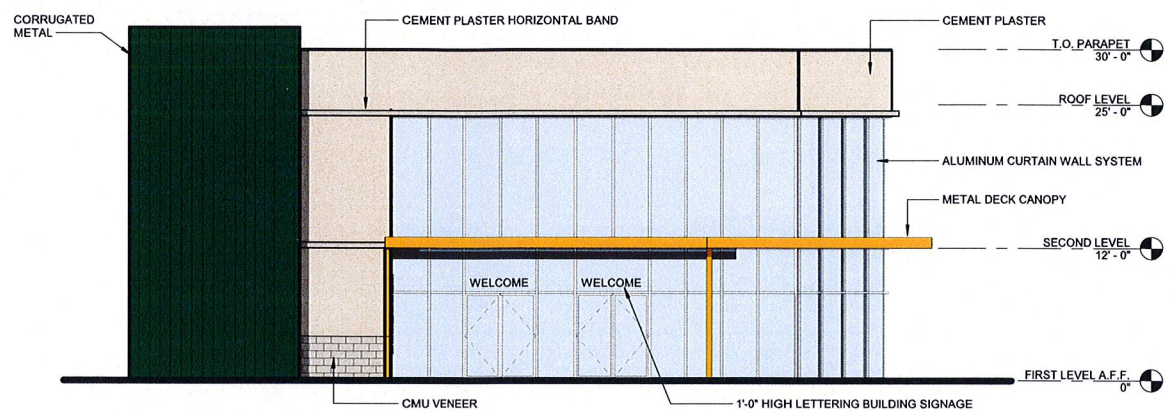 CORRUGATED
METAL
CEMENT PLASTER HORIZONTAL BAND
CEMENT PLASTER
T.O. PARAPET
30' - 0"
ROOF LEVEL
25' - 0"
ALUMINUM CURTAIN WALL SYSTEM
METAL DECK CANOPY
SECOND LEVEL
12' - 0"
WELCOME WELCOME
FIRST LEVEL A.F.F.
0"
CMU VENEER
1'-0" HIGH LETTERING BUILDING SIGNAGE